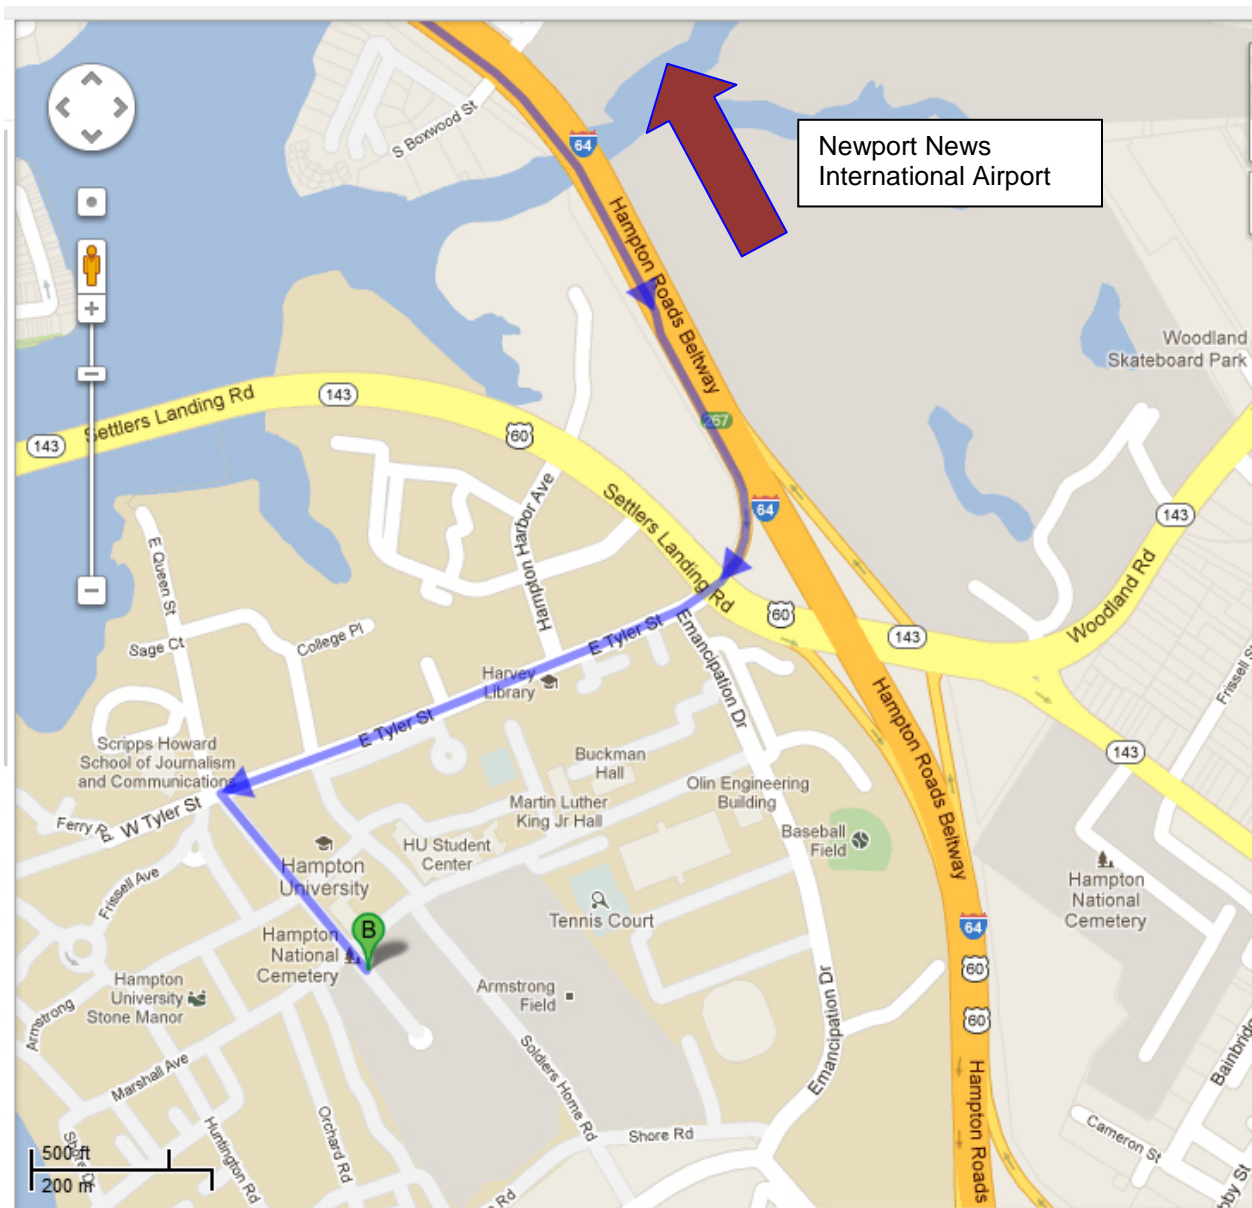 S Boxwood St
64
Newport News
International Airport
Hampton Roads Beltway
Woodland
Skateboard Park
Settlers Landing Rd
143
143
60
267
64
Settlers Landing Rd
Hampton Harbor Ave
143
Woodland Rd
E Queen St
Sage Ct
College Pl
E Tyler St
60
143
Emancipation Dr
Harvey
Library
Frissell St
Hampton Roads Beltway
E Tyler St
Scripps Howard
School of Journalism
and Communications
Buckman
Hall
143
Olin Engineering
Building
Martin Luther
King Jr Hall
Ferry Rd
W Tyler St
HU Student
Center
Baseball
Field
Hampton
University
Frissell Ave
Hampton
National
Cemetery
Tennis Court
B
Hampton
National
Cemetery
64
60
Hampton
University
Stone Manor
Armstrong
Field
Armstrong
60
Emancipation Dr
Soldiers Home Rd
Marshall Ave
Bainbridge
Hampton Roads
Orchard Rd
Huntington Rd
Shore Rd
Cameron St
500 ft
200 m
Rd